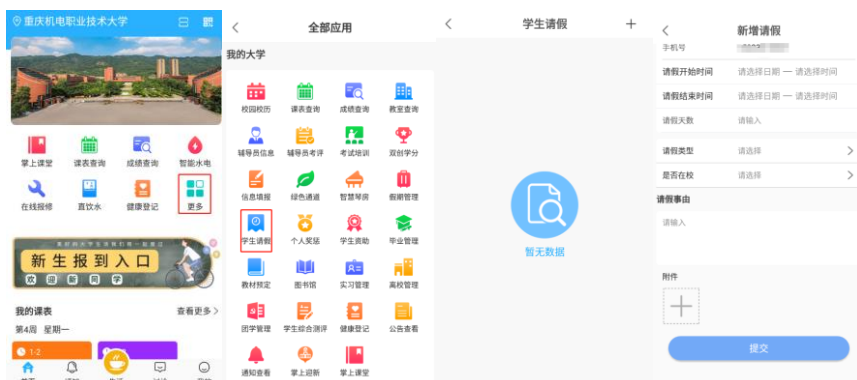 重庆机电职业技术大学
掌上课堂 课表查询 成绩查询 智能水电
在线报修 直饮水 健康登记 更多
新生报到入口
欢迎新同学
我的课表 查看更多>
第4周 星期一
1-2
全部应用
我的大学
校园校历 课表查询 成绩查询 教室查询
辅导员信息 辅导员考评 考试培训 双创学分
信息填报 绿色通道 智慧琴房 假期管理
学生请假 个人奖惩 学生资助 毕业管理
教材预定 图书馆 实习管理 离校管理
团学管理 学生综合测评 健康登记 公告查看
通知查看 掌上迎新 掌上课堂
学生请假
暂无数据
新增请假
手机号
请假开始时间 请选择日期 一 请选择时间
请假结束时间 请选择日期 一 请选择时间
请假天数 请输入
请假类型 请选择
是否在校 请选择
请假事由
请输入
附件
提交